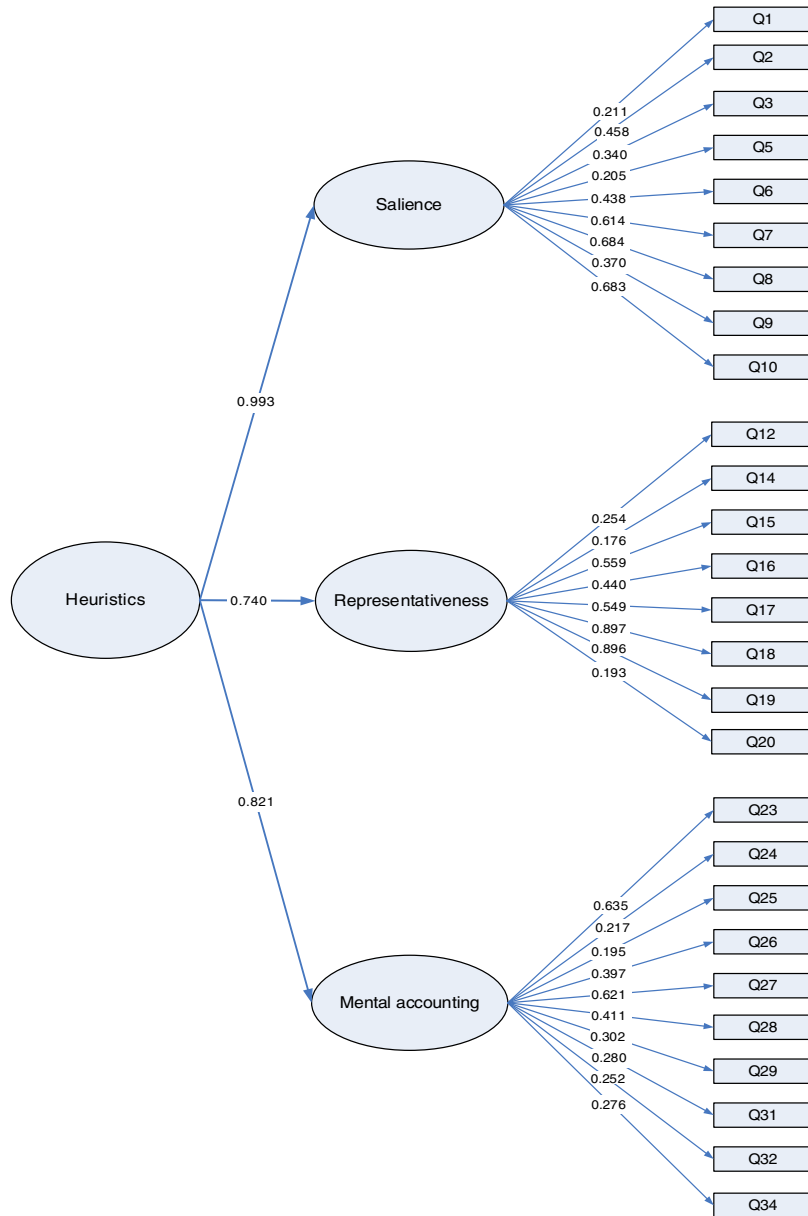 Q1
Q2
Q3
Q5
Q6
Q7
Q8
Q9
Q10
0.211
0.458
0.340
0.205
0.438
0.614
0.684
0.370
0.683
Salience
0.993
Q12
Q14
Q15
Q16
Q17
Q18
Q19
Q20
0.254
0.176
0.559
0.440
0.549
0.897
0.896
0.193
Heuristics
0.740
Representativeness
0.821
Q23
Q24
Q25
Q26
Q27
Q28
Q29
Q31
Q32
Q34
0.635
0.217
0.195
0.397
0.621
0.411
0.302
0.280
0.252
0.276
Mental accounting